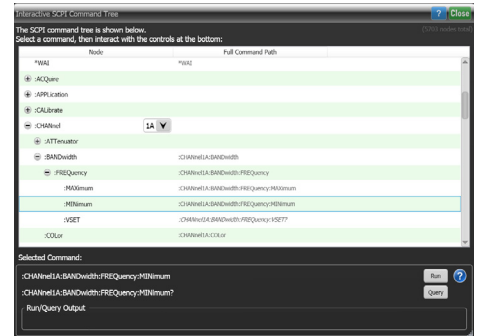 Interactive SCPI Command Tree ? Close
The SCPI command tree is shown below. (5701 nodes total)
Select a command, then interact with the controls at the bottom:
Node Full Command Path
*WAI *WAI
:ACQuire
:APPLication
:CALibrate
:CHANnel 1A
:ATTenuator
:BANDwidth :CHANnel1A:BANDwidth
:FREQuency :CHANnel1A:BANDwidth:FREQuency
:MAXimum :CHANnel1A:BANDwidth:FREQuency:MAXimum
:MINimum :CHANnel1A:BANDwidth:FREQuency:MINimum
:VSET :CHANnel1A:BANDwidth:FREQuency:VSET?
:COLor :CHANnel1A:COLor
Selected Command:
:CHANnel1A:BANDwidth:FREQuency:MINimum Run ?
:CHANnel1A:BANDwidth:FREQuency:MINimum? Query
Run/Query Output